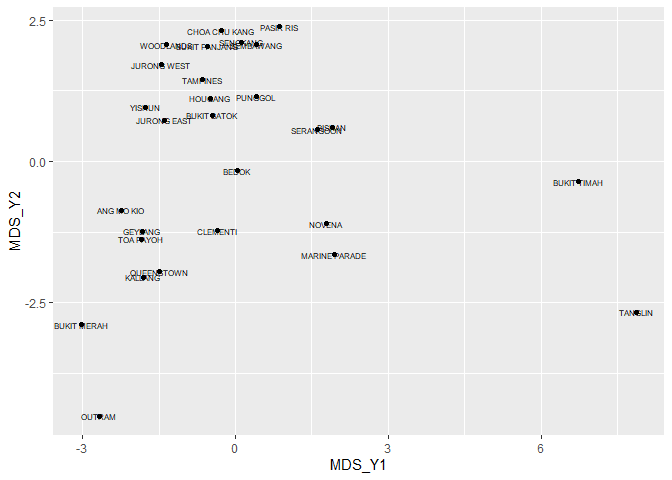 2.5
PASIR RIS
CHOA CHU KANG
SENGKANG
WOODLANDS
BUKIT PANJANG
SEMBAWANG
JURONG WEST
TAMPINES
HOUGANG
PUNGGOL
YISHUN
BUKIT BATOK
JURONG EAST
BISHAN
SERANGOON
0.0
BEDOK
BUKIT TIMAH
ANG MO KIO
NOVENA
GEYLANG
CLEMENTI
TOA PAYOH
MARINE PARADE
QUEENSTOWN
KALLANG
-2.5
TANGLIN
BUKIT MERAH
OUTRAM
MDS_Y2
-3
0
3
6
MDS_Y1